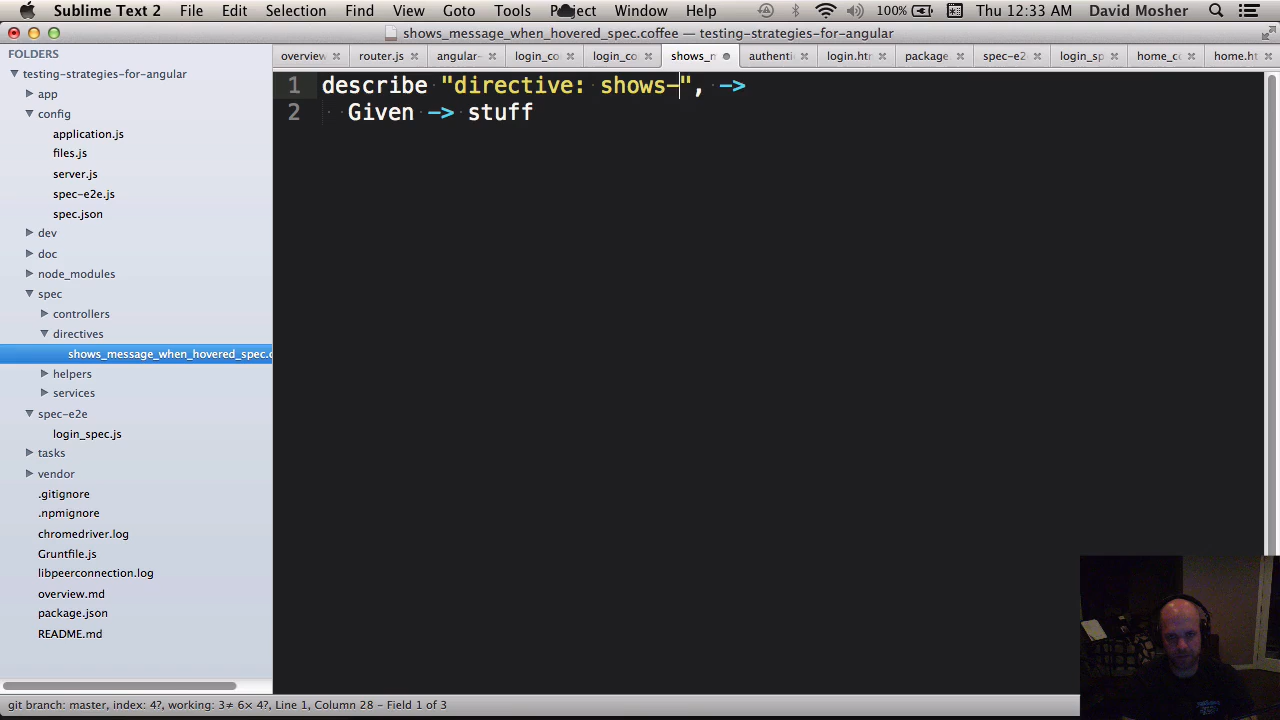 Sublime Text 2 File Edit Selection Find View Goto Tools Project Window Help 100% Thu 12:33 AM David Mosher
shows_message_when_hovered_spec.coffee — testing-strategies-for-angular
FOLDERS
overview router.js angular- login_co login_co shows_m authenti login.htr package spec-e2 login_sp home_c home.ht
testing-strategies-for-angular
app
config
application.js
files.js
server.js
spec-e2e.js
spec.json
dev
doc
node_modules
spec
controllers
directives
shows_message_when_hovered_spec.c
helpers
services
spec-e2e
login_spec.js
tasks
vendor
.gitignore
.npmignore
chromedriver.log
Gruntfile.js
libpeerconnection.log
overview.md
package.json
README.md
1 describe "directive: shows-", ->
2 Given -> stuff
git branch: master, index: 4?, working: 3≠ 6× 4?, Line 1, Column 28 - Field 1 of 3